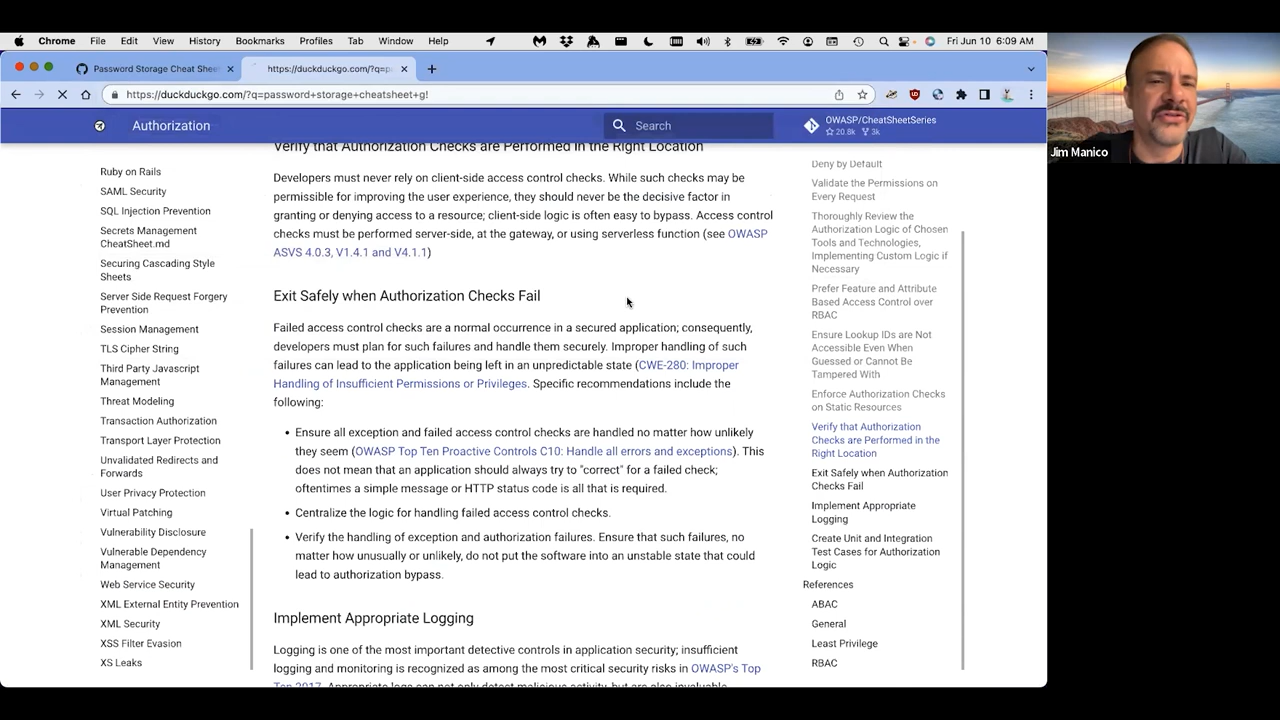 Chrome File Edit View History Bookmarks Profiles Tab Window Help Fri Jun 10 6:09 AM
Password Storage Cheat Shee
https://duckduckgo.com/?q=pa
https://duckduckgo.com/?q=password+storage+cheatsheet+g!
Authorization
Search
OWASP/CheatSheetSeries
20.8k 3k
Jim Manico
Ruby on Rails
SAML Security
SQL Injection Prevention
Secrets Management
CheatSheet.md
Securing Cascading Style
Sheets
Server Side Request Forgery
Prevention
Session Management
TLS Cipher String
Third Party Javascript
Management
Threat Modeling
Transaction Authorization
Transport Layer Protection
Unvalidated Redirects and
Forwards
User Privacy Protection
Virtual Patching
Vulnerability Disclosure
Vulnerable Dependency
Management
Web Service Security
XML External Entity Prevention
XML Security
XSS Filter Evasion
XS Leaks
Verify that Authorization Checks are Performed in the Right Location
Developers must never rely on client-side access control checks. While such checks may be
permissible for improving the user experience, they should never be the decisive factor in
granting or denying access to a resource; client-side logic is often easy to bypass. Access control
checks must be performed server-side, at the gateway, or using serverless function (see OWASP
ASVS 4.0.3, V1.4.1 and V4.1.1)
Exit Safely when Authorization Checks Fail
Failed access control checks are a normal occurrence in a secured application; consequently,
developers must plan for such failures and handle them securely. Improper handling of such
failures can lead to the application being left in an unpredictable state (CWE-280: Improper
Handling of Insufficient Permissions or Privileges. Specific recommendations include the
following:
• Ensure all exception and failed access control checks are handled no matter how unlikely
they seem (OWASP Top Ten Proactive Controls C10: Handle all errors and exceptions). This
does not mean that an application should always try to "correct" for a failed check;
oftentimes a simple message or HTTP status code is all that is required.
• Centralize the logic for handling failed access control checks.
• Verify the handling of exception and authorization failures. Ensure that such failures, no
matter how unusually or unlikely, do not put the software into an unstable state that could
lead to authorization bypass.
Implement Appropriate Logging
Logging is one of the most important detective controls in application security; insufficient
logging and monitoring is recognized as among the most critical security risks in OWASP's Top
Ten 2017. Appropriate logs can not only detect malicious activity, but are also invaluable
Deny by Default
Validate the Permissions on
Every Request
Thoroughly Review the
Authorization Logic of Chosen
Tools and Technologies,
Implementing Custom Logic if
Necessary
Prefer Feature and Attribute
Based Access Control over
RBAC
Ensure Lookup IDs are Not
Accessible Even When
Guessed or Cannot Be
Tampered With
Enforce Authorization Checks
on Static Resources
Verify that Authorization
Checks are Performed in the
Right Location
Exit Safely when Authorization
Checks Fail
Implement Appropriate
Logging
Create Unit and Integration
Test Cases for Authorization
Logic
References
ABAC
General
Least Privilege
RBAC